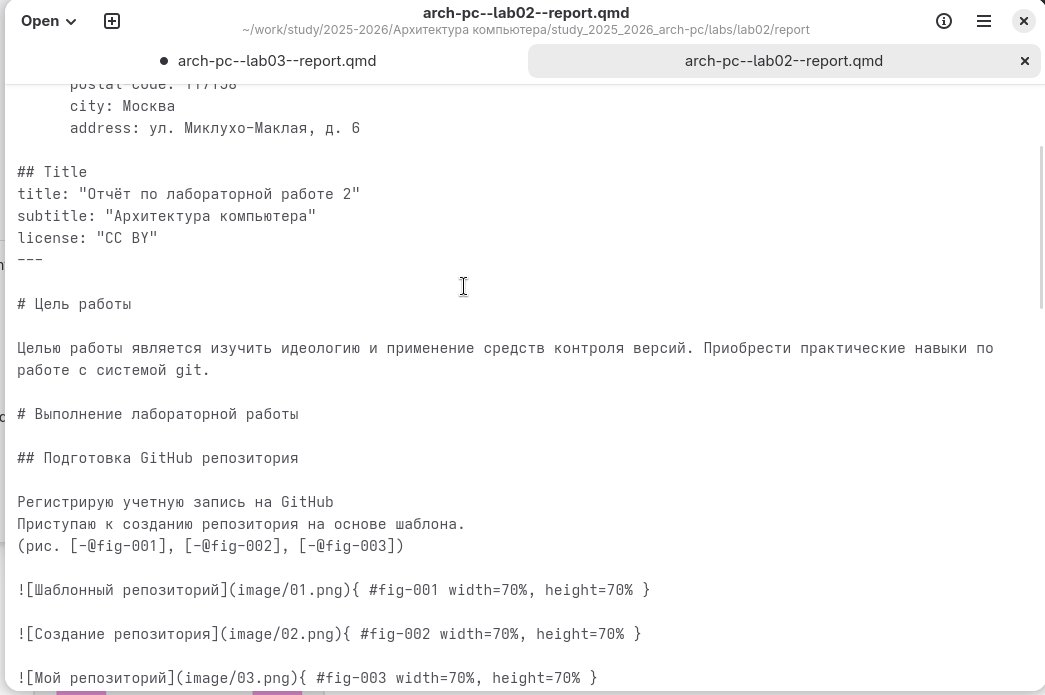 Open
arch-pc--lab02--report.qmd
~/work/study/2025-2026/Архитектура компьютера/study_2025_2026_arch-pc/labs/lab02/report
arch-pc--lab03--report.qmd
arch-pc--lab02--report.qmd
postal-code: 117198
city: Москва
address: ул. Миклухо-Маклая, д. 6
## Title
title: "Отчёт по лабораторной работе 2"
subtitle: "Архитектура компьютера"
license: "CC BY"
---
# Цель работы
Целью работы является изучить идеологию и применение средств контроля версий. Приобрести практические навыки по
работе с системой git.
# Выполнение лабораторной работы
## Подготовка GitHub репозитория
Регистрирую учетную запись на GitHub
Приступаю к созданию репозитория на основе шаблона.
(рис. [-@fig-001], [-@fig-002], [-@fig-003])
![Шаблонный репозиторий](image/01.png){ #fig-001 width=70%, height=70% }
![Создание репозитория](image/02.png){ #fig-002 width=70%, height=70% }
![Мой репозиторий](image/03.png){ #fig-003 width=70%, height=70% }